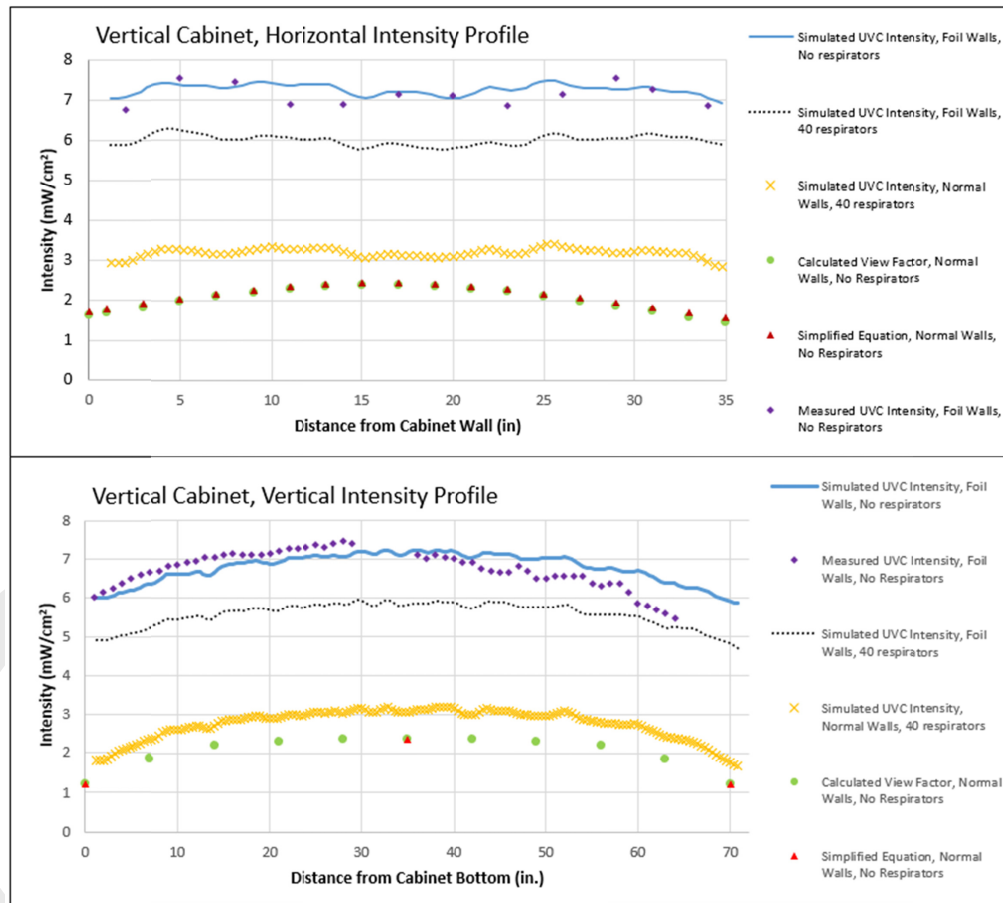 Vertical Cabinet, Horizontal Intensity Profile
8
7
6
5
4
3
2
1
0
Intensity (mW/cm²)
0 5 10 15 20 25 30 35
Distance from Cabinet Wall (in)
Simulated UVC Intensity, Foil Walls,
No respirators
Simulated UVC Intensity, Foil Walls,
40 respirators
Simulated UVC Intensity, Normal
Walls, 40 respirators
Calculated View Factor, Normal
Walls, No Respirators
Simplified Equation, Normal Walls,
No Respirators
Measured UVC Intensity, Foil Walls,
No Respirators
Vertical Cabinet, Vertical Intensity Profile
8
7
6
5
4
3
2
1
0
Intensity (mW/cm²)
0 10 20 30 40 50 60 70
Distance from Cabinet Bottom (in.)
Simulated UVC Intensity, Foil
Walls, No respirators
Measured UVC Intensity, Foil
Walls, No Respirators
Simulated UVC Intensity, Foil
Walls, 40 respirators
Simulated UVC Intensity,
Normal Walls, 40 respirators
Calculated View Factor, Normal
Walls, No Respirators
Simplified Equation, Normal
Walls, No Respirators